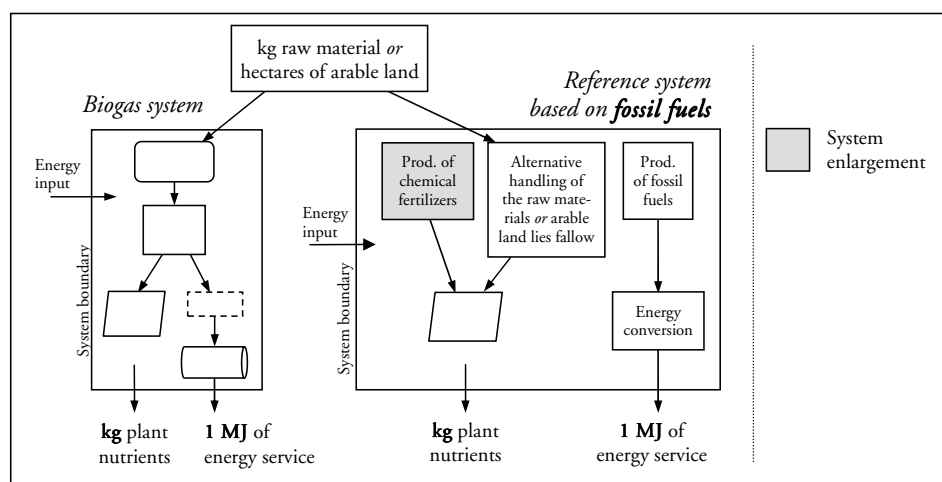 kg raw material or
hectares of arable land
Biogas system
Reference system
based on fossil fuels
Energy
input
System boundary
Prod. of
chemical
fertilizers
Alternative
handling of
the raw mate-
rials or arable
land lies fallow
Prod.
of fossil
fuels
System
enlargement
Energy
input
System boundary
Energy
conversion
kg plant
nutrients
1 MJ of
energy service
kg plant
nutrients
1 MJ of
energy service